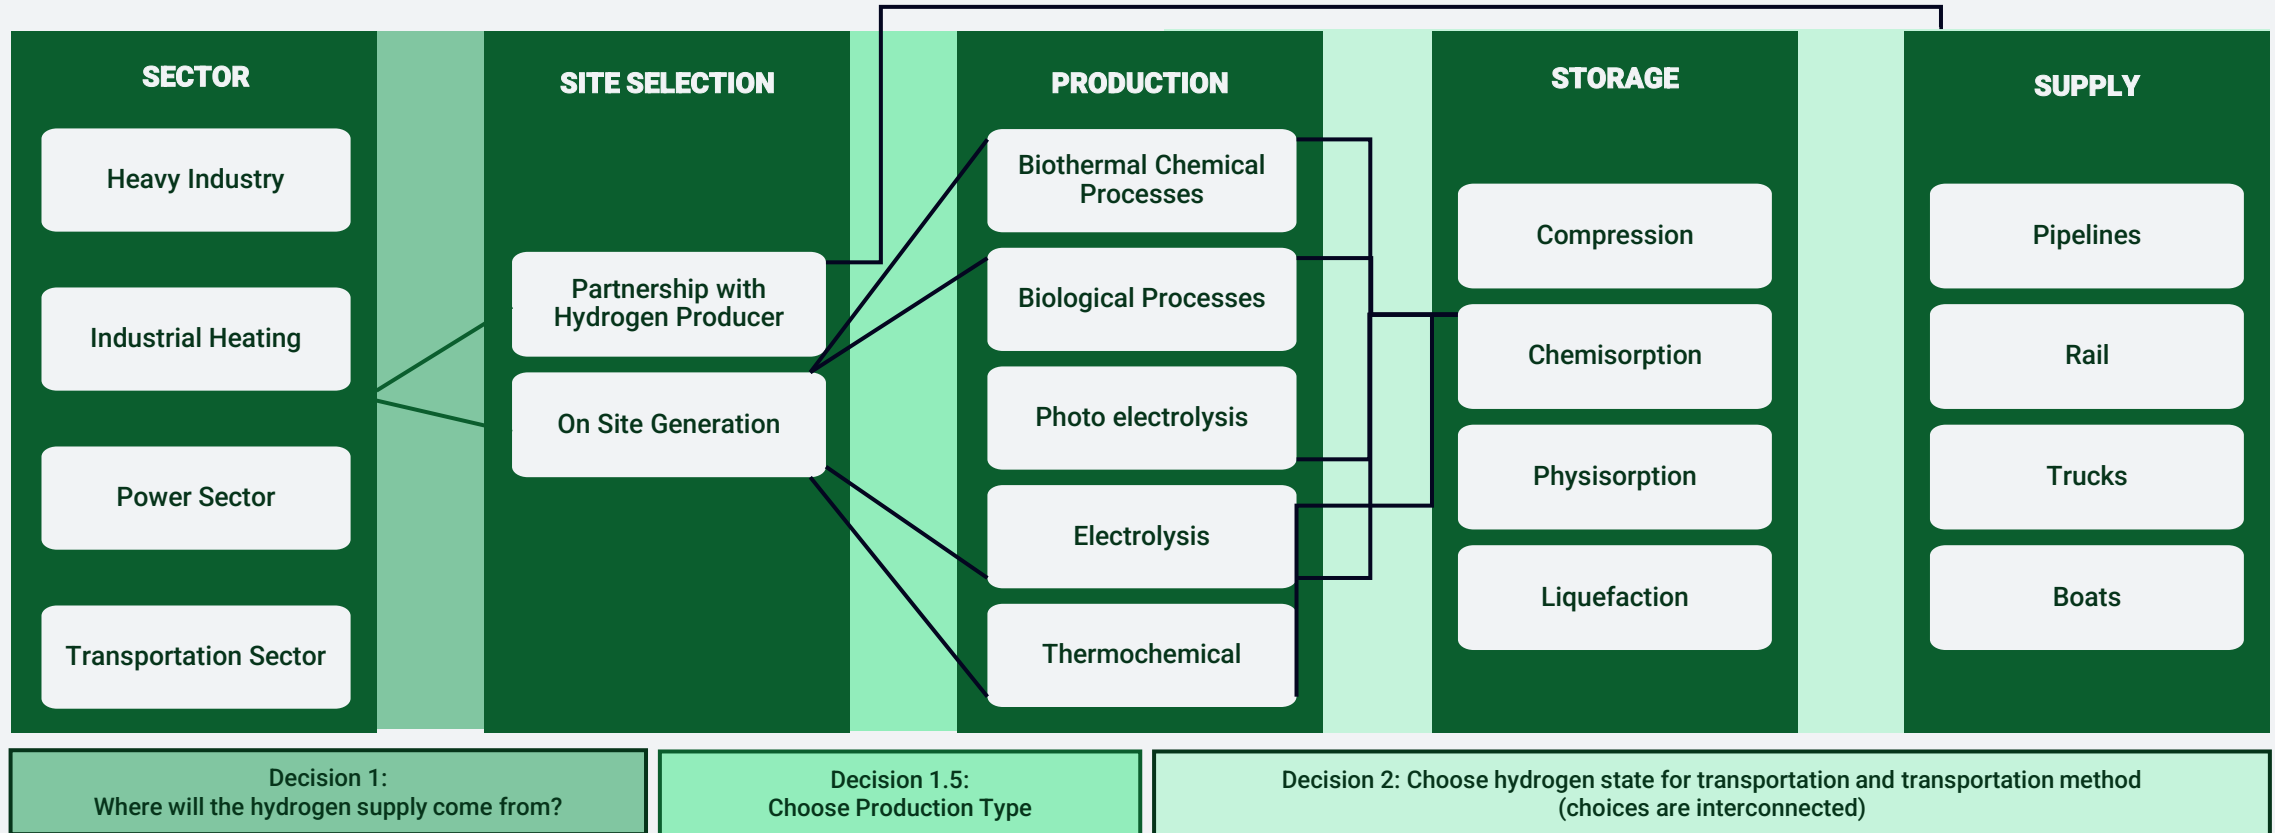 SECTOR
Heavy Industry
Industrial Heating
Power Sector
Transportation Sector
SITE SELECTION
Partnership with
Hydrogen Producer
On Site Generation
PRODUCTION
Biothermal Chemical
Processes
Biological Processes
Photo electrolysis
Electrolysis
Thermochemical
STORAGE
Compression
Chemisorption
Physisorption
Liquefaction
SUPPLY
Pipelines
Rail
Trucks
Boats
Decision 1:
Where will the hydrogen supply come from?
Decision 1.5:
Choose Production Type
Decision 2: Choose hydrogen state for transportation and transportation method
(choices are interconnected)